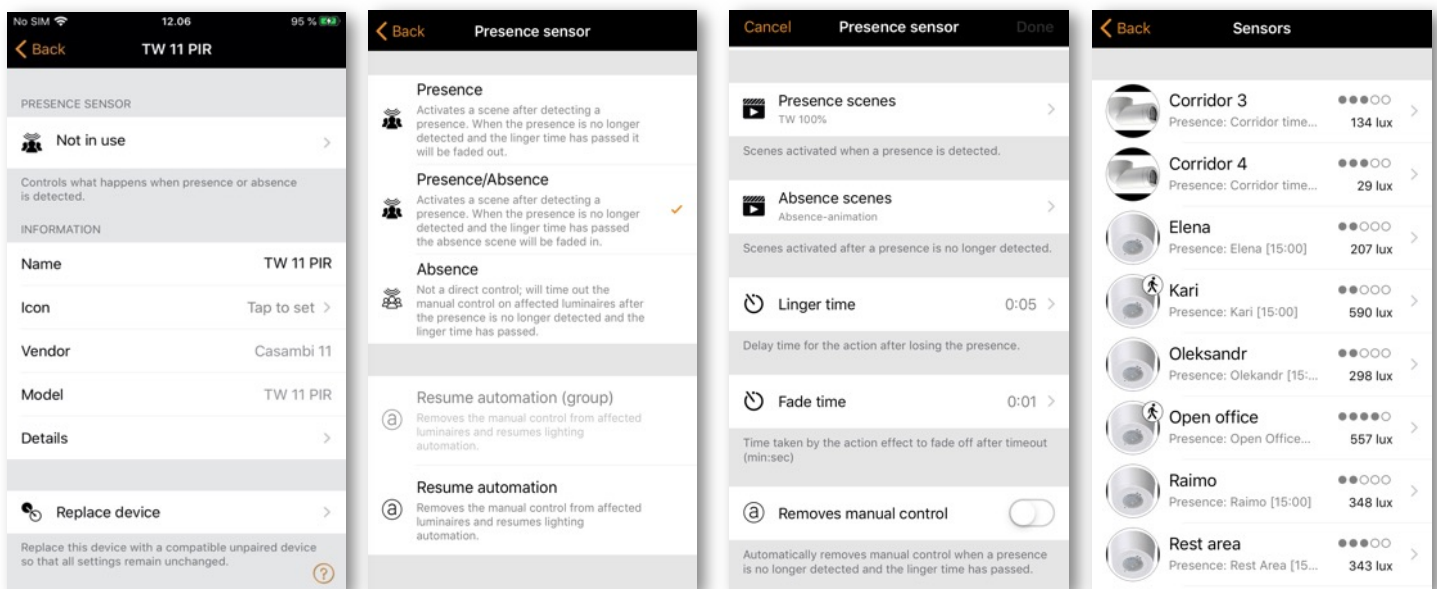 No SIM 12.06 95 %
Back TW 11 PIR
PRESENCE SENSOR
Not in use
Controls what happens when presence or absence
is detected.
INFORMATION
Name TW 11 PIR
Icon Tap to set
Vendor Casambi 11
Model TW 11 PIR
Details
Replace device
Replace this device with a compatible unpaired device
so that all settings remain unchanged.
?
Back Presence sensor
Presence
Activates a scene after detecting a
presence. When the presence is no longer
detected and the linger time has passed it
will be faded out.
Presence/Absence
Activates a scene after detecting a
presence. When the presence is no longer
detected and the linger time has passed
the absence scene will be faded in.
Absence
Not a direct control; will time out the
manual control on affected luminaires after
the presence is no longer detected and the
linger time has passed.
Resume automation (group)
Removes the manual control from affected
luminaires and resumes lighting
automation.
Resume automation
Removes the manual control from affected
luminaires and resumes lighting
automation.
Cancel Presence sensor Done
Presence scenes
TW 100%
Scenes activated when a presence is detected.
Absence scenes
Absence-animation
Scenes activated after a presence is no longer detected.
Linger time 0:05
Delay time for the action after losing the presence.
Fade time 0:01
Time taken by the action effect to fade off after timeout
(min:sec)
Removes manual control
Automatically removes manual control when a presence
is no longer detected and the linger time has passed.
Back Sensors
Corridor 3
Presence: Corridor time... 134 lux
Corridor 4
Presence: Corridor time... 29 lux
Elena
Presence: Elena [15:00] 207 lux
Kari
Presence: Kari [15:00] 590 lux
Oleksandr
Presence: Olekandr [15:... 298 lux
Open office
Presence: Open Office... 557 lux
Raimo
Presence: Raimo [15:00] 348 lux
Rest area
Presence: Rest Area [15... 343 lux